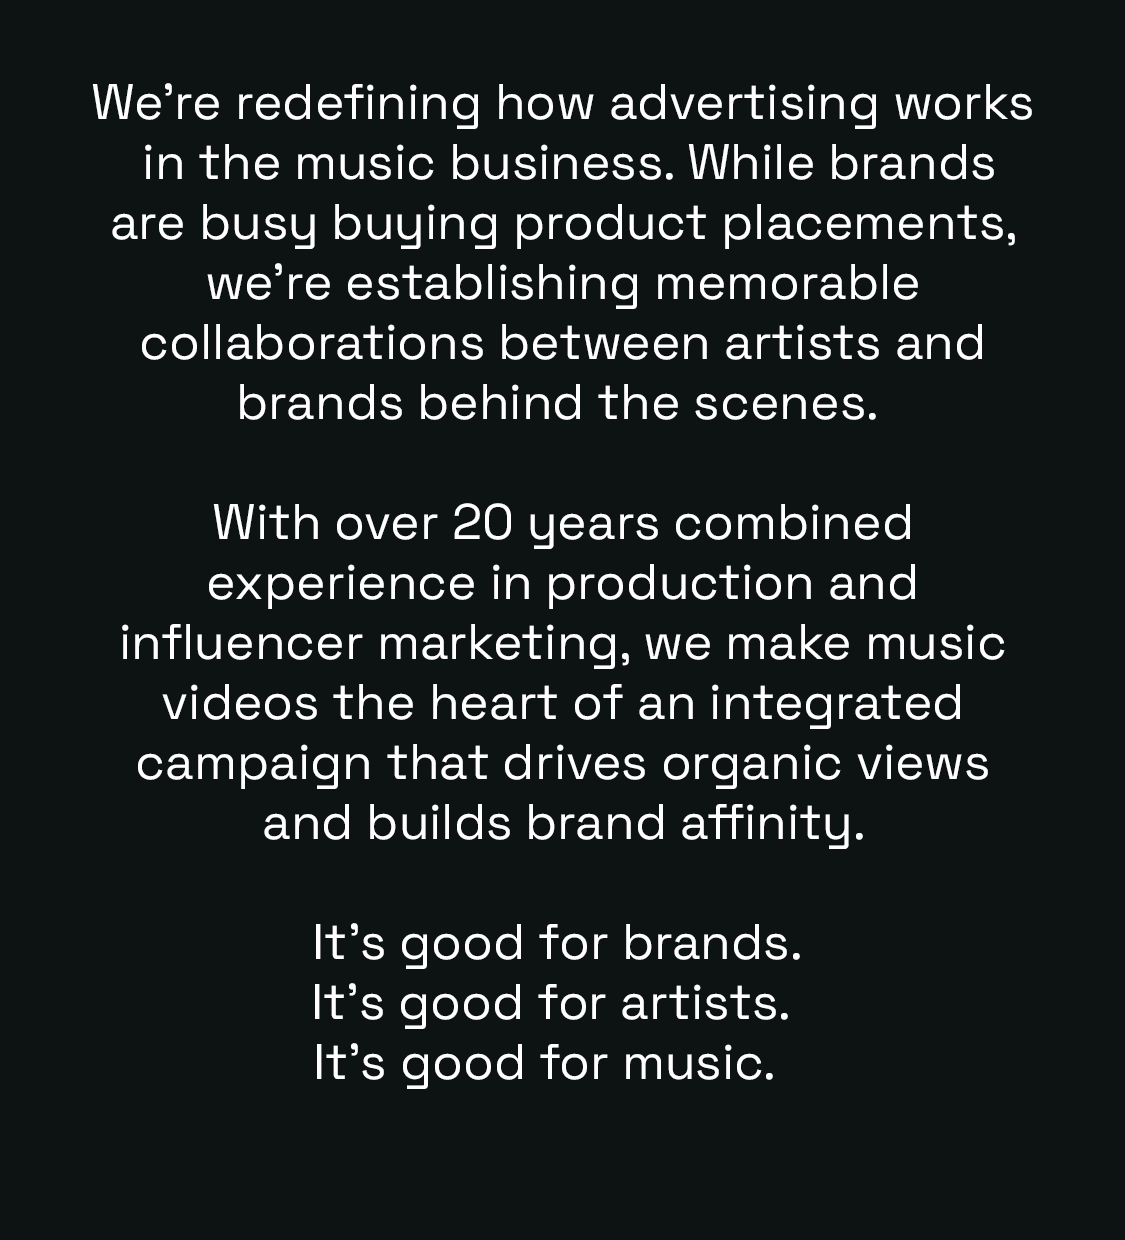 We’re redefining how advertising works
in the music business. While brands
are busy buying product placements,
we’re establishing memorable
collaborations between artists and
brands behind the scenes.
With over 20 years combined
experience in production and
influencer marketing, we make music
videos the heart of an integrated
campaign that drives organic views
and builds brand affinity.
It’s good for brands.
It’s good for artists.
It’s good for music.